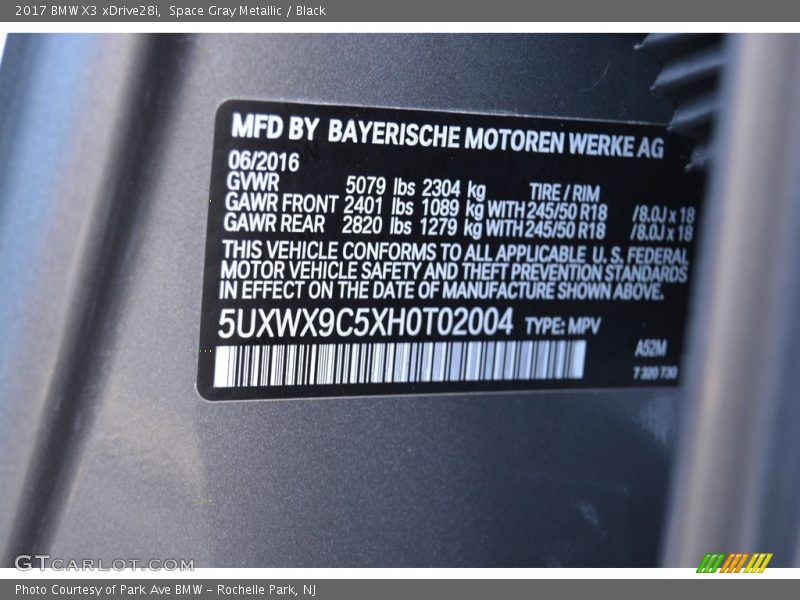 2017 BMW X3 xDrive28i, Space Gray Metallic / Black
MFD BY BAYERISCHE MOTOREN WERKE AG
06/2016
GVWR 5079 lbs 2304 kg TIRE / RIM
GAWR FRONT 2401 lbs 1089 kg WITH 245/50 R18 /8.0J x 18
GAWR REAR 2820 lbs 1279 kg WITH 245/50 R18 /8.0J x 18
THIS VEHICLE CONFORMS TO ALL APPLICABLE U.S. FEDERAL
MOTOR VEHICLE SAFETY AND THEFT PREVENTION STANDARDS
IN EFFECT ON THE DATE OF MANUFACTURE SHOWN ABOVE.
5UXWX9C5XH0T02004 TYPE: MPV
A52M
7 320 730
GTCARLOT.COM
Photo Courtesy of Park Ave BMW - Rochelle Park, NJ